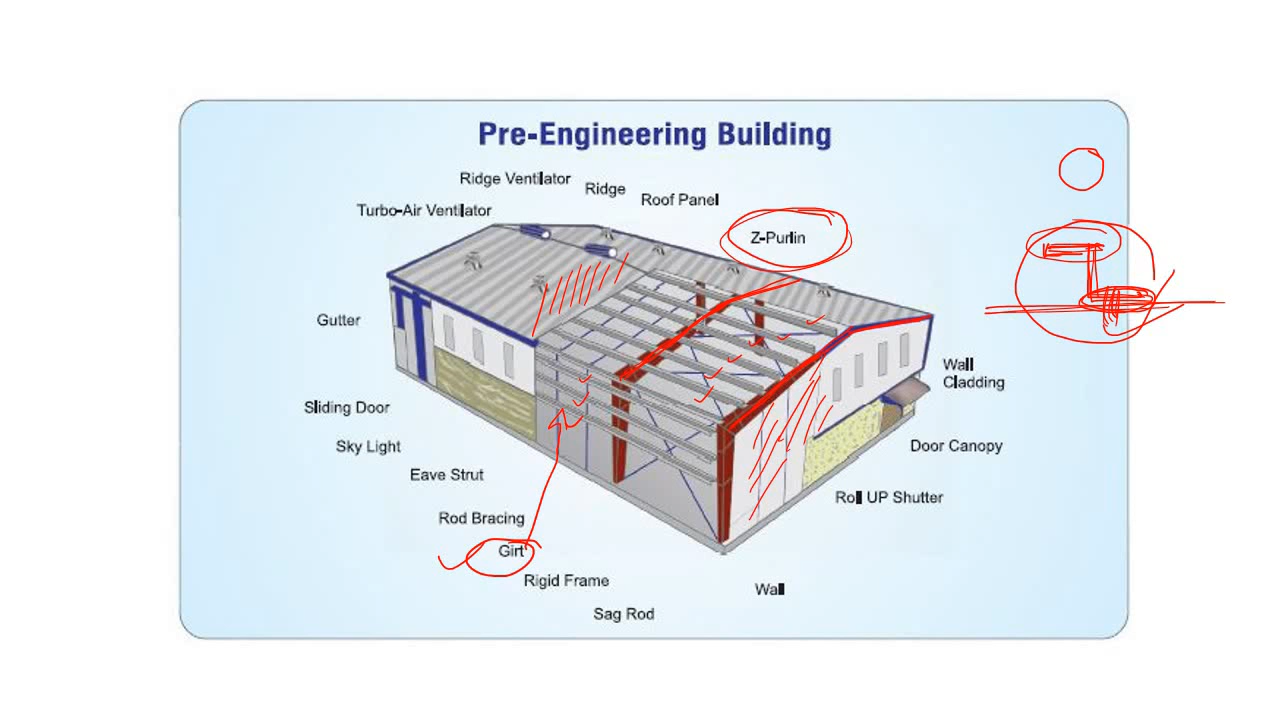 Pre-Engineering Building
Ridge Ventilator
Ridge
Roof Panel
Turbo-Air Ventilator
Z-Purlin
Gutter
Wall
Cladding
Sliding Door
Sky Light
Door Canopy
Eave Strut
Roll UP Shutter
Rod Bracing
Girt
Rigid Frame
Wall
Sag Rod